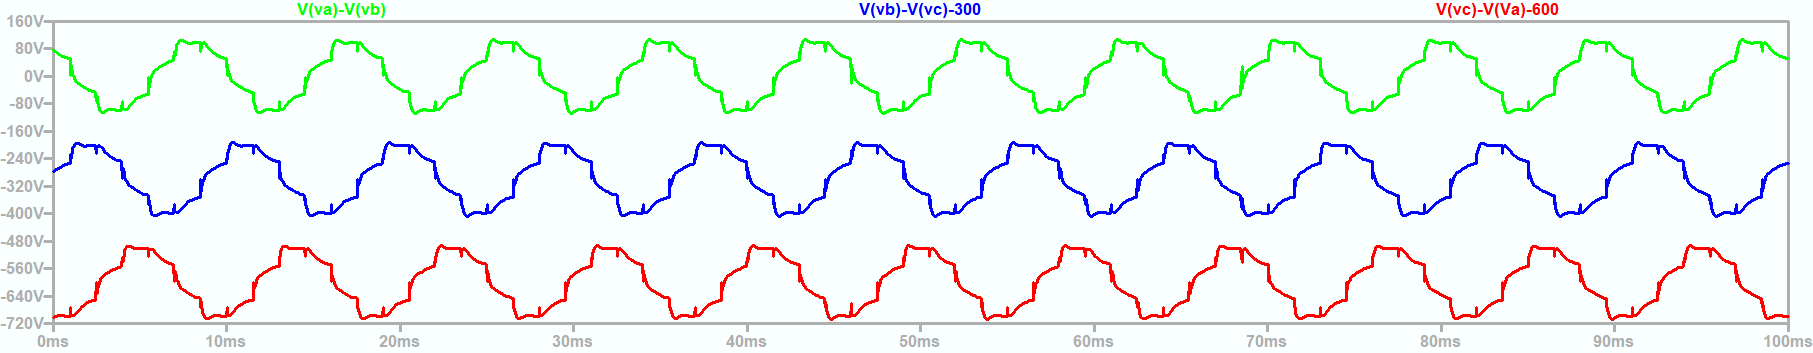 V(va)-V(vb) V(vb)-V(vc)-300 V(vc)-V(Va)-600
160V
80V
0V
-80V
-160V
-240V
-320V
-400V
-480V
-560V
-640V
-720V
0ms 10ms 20ms 30ms 40ms 50ms 60ms 70ms 80ms 90ms 100ms